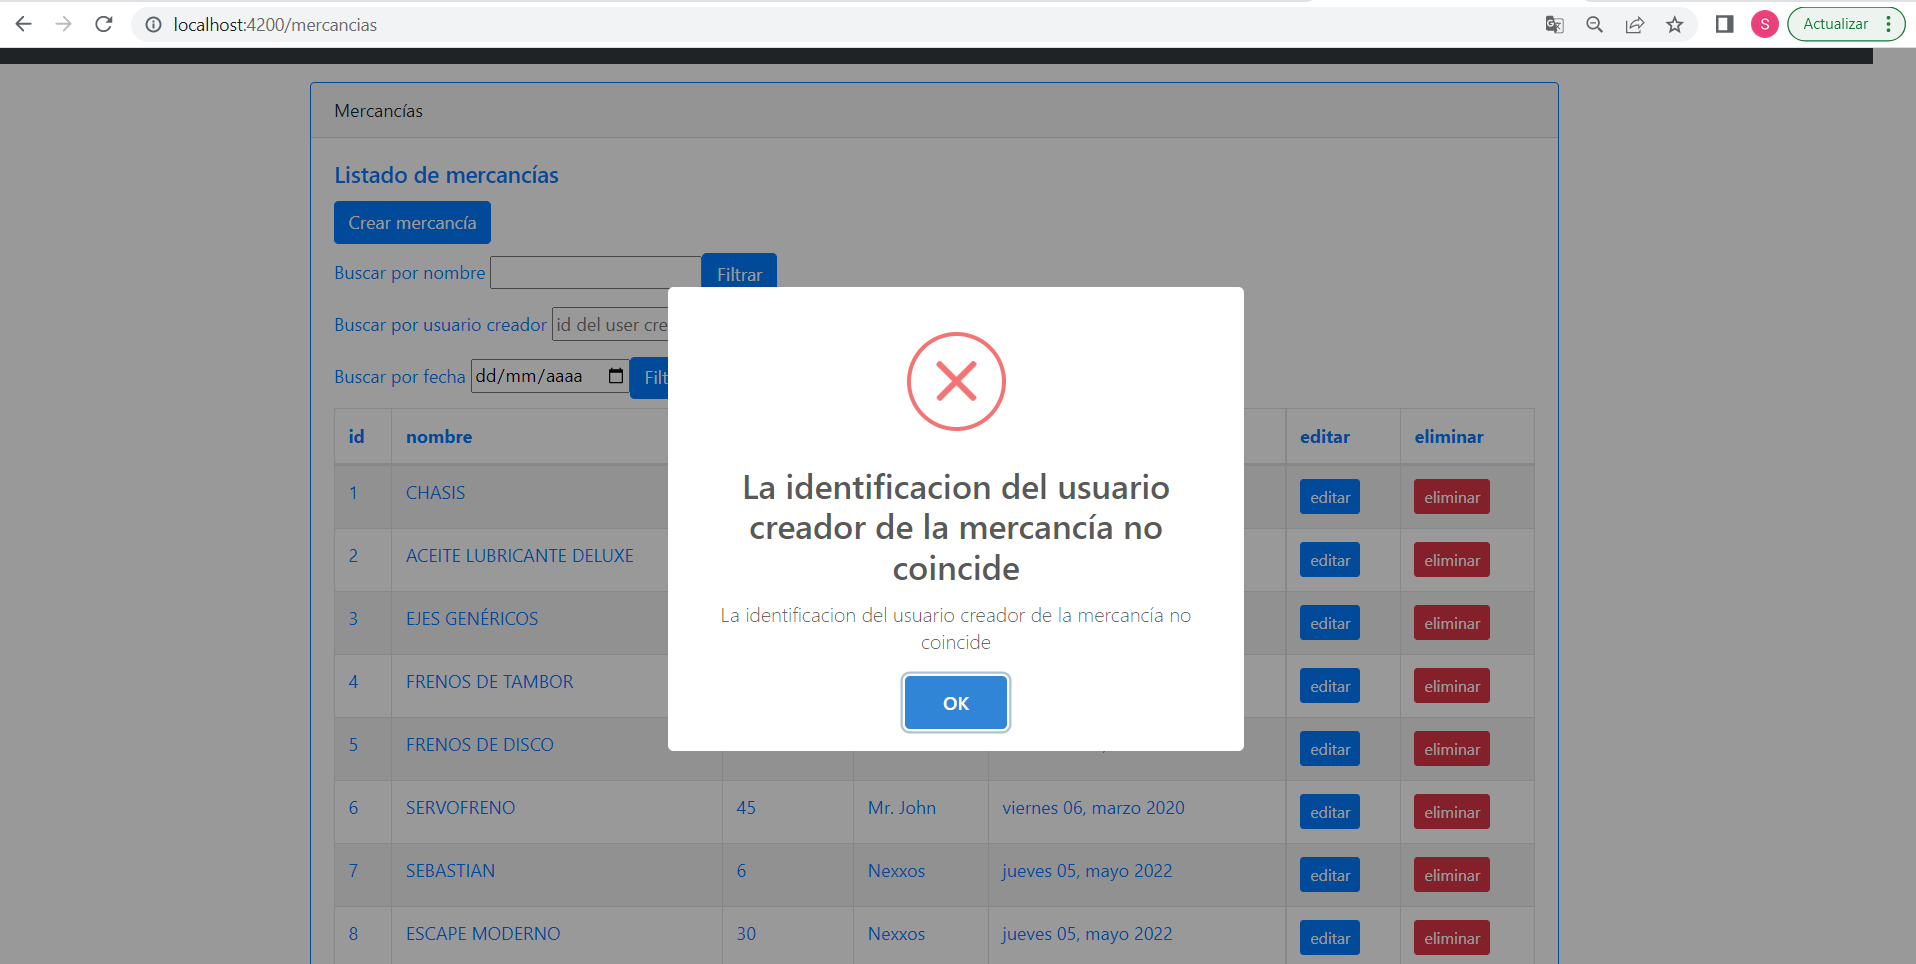 localhost:4200/mercancias
S
Actualizar
Mercancías
Listado de mercancías
Crear mercancía
Buscar por nombre Filtrar
Buscar por usuario creador id del user cre
Buscar por fecha dd/mm/aaaa Filt
La identificacion del usuario
creador de la mercancía no
coincide
La identificacion del usuario creador de la mercancía no
coincide
OK
id nombre editar eliminar
1 CHASIS editar eliminar
2 ACEITE LUBRICANTE DELUXE editar eliminar
3 EJES GENÉRICOS editar eliminar
4 FRENOS DE TAMBOR editar eliminar
5 FRENOS DE DISCO editar eliminar
6 SERVOFRENO 45 Mr. John viernes 06, marzo 2020 editar eliminar
7 SEBASTIAN 6 Nexxos jueves 05, mayo 2022 editar eliminar
8 ESCAPE MODERNO 30 Nexxos jueves 05, mayo 2022 editar eliminar